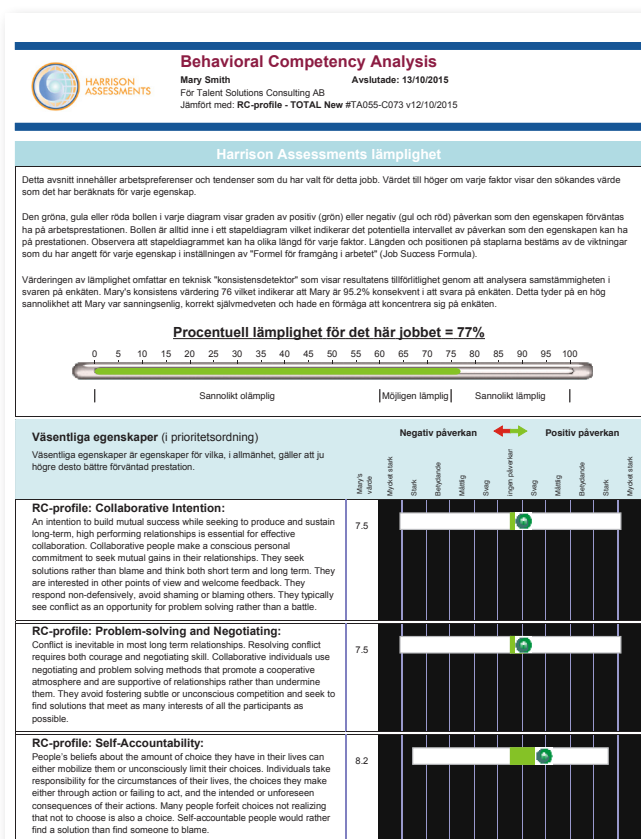 HARRISON
ASSESSMENTS
Behavioral Competency Analysis
Mary Smith Avslutade: 13/10/2015
För Talent Solutions Consulting AB
Jämfört med: RC-profile - TOTAL New #TA055-C073 v12/10/2015
Harrison Assessments lämplighet
Detta avsnitt innehåller arbetspreferenser och tendenser som du har valt för detta jobb. Värdet till höger om varje faktor visar den sökandes värde
som det har beräknats för varje egenskap.
Den gröna, gula eller röda bollen i varje diagram visar graden av positiv (grön) eller negativ (gul och röd) påverkan som den egenskapen förväntas
ha på arbetsprestationen. Bollen är alltid inne i ett stapeldiagram vilket indikerar det potentiella intervallet av påverkan som den egenskapen kan ha
på prestationen. Observera att stapeldiagrammet kan ha olika längd för varje faktor. Längden och positionen på staplarna bestäms av de viktningar
som du har angett för varje egenskap i inställningen av "Formel för framgång i arbetet" (Job Success Formula).
Värderingen av lämplighet omfattar en teknisk "konsistensdetektor" som visar resultatens tillförlitlighet genom att analysera samstämmigheten i
svaren på enkäten. Mary's konsistens värdering 76 vilket indikerar att Mary är 95.2% konsekvent i att svara på enkäten. Detta tyder på en hög
sannolikhet att Mary var sanningsenlig, korrekt självmedveten och hade en förmåga att koncentrera sig på enkäten.
Procentuell lämplighet för det här jobbet = 77%
0 5 10 15 20 25 30 35 40 45 50 55 60 65 70 75 80 85 90 95 100
Sannolikt olämplig Möjligen lämplig Sannolikt lämplig
Väsentliga egenskaper (i prioritetsordning)
Väsentliga egenskaper är egenskaper för vilka, i allmänhet, gäller att ju
högre desto bättre förväntad prestation.
Negativ påverkan Positiv påverkan
Mary's
värde
Mycket stark
Stark
Betydande
Måttlig
Svag
ingen påverkar
Svag
Måttlig
Betydande
Stark
Mycket stark
RC-profile: Collaborative Intention:
An intention to build mutual success while seeking to produce and sustain
long-term, high performing relationships is essential for effective
collaboration. Collaborative people make a conscious personal
commitment to seek mutual gains in their relationships. They seek
solutions rather than blame and think both short term and long term. They
are interested in other points of view and welcome feedback. They
respond non-defensively, avoid shaming or blaming others. They typically
see conflict as an opportunity for problem solving rather than a battle.
7.5
RC-profile: Problem-solving and Negotiating:
Conflict is inevitable in most long term relationships. Resolving conflict
requires both courage and negotiating skill. Collaborative individuals use
negotiating and problem solving methods that promote a cooperative
atmosphere and are supportive of relationships rather than undermine
them. They avoid fostering subtle or unconscious competition and seek to
find solutions that meet as many interests of all the participants as
possible.
7.5
RC-profile: Self-Accountability:
People's beliefs about the amount of choice they have in their lives can
either mobilize them or unconsciously limit their choices. Individuals take
responsibility for the circumstances of their lives, the choices they make
either through action or failing to act, and the intended or unforeseen
consequences of their actions. Many people forfeit choices not realizing
that not to choose is also a choice. Self-accountable people would rather
find a solution than find someone to blame.
8.2